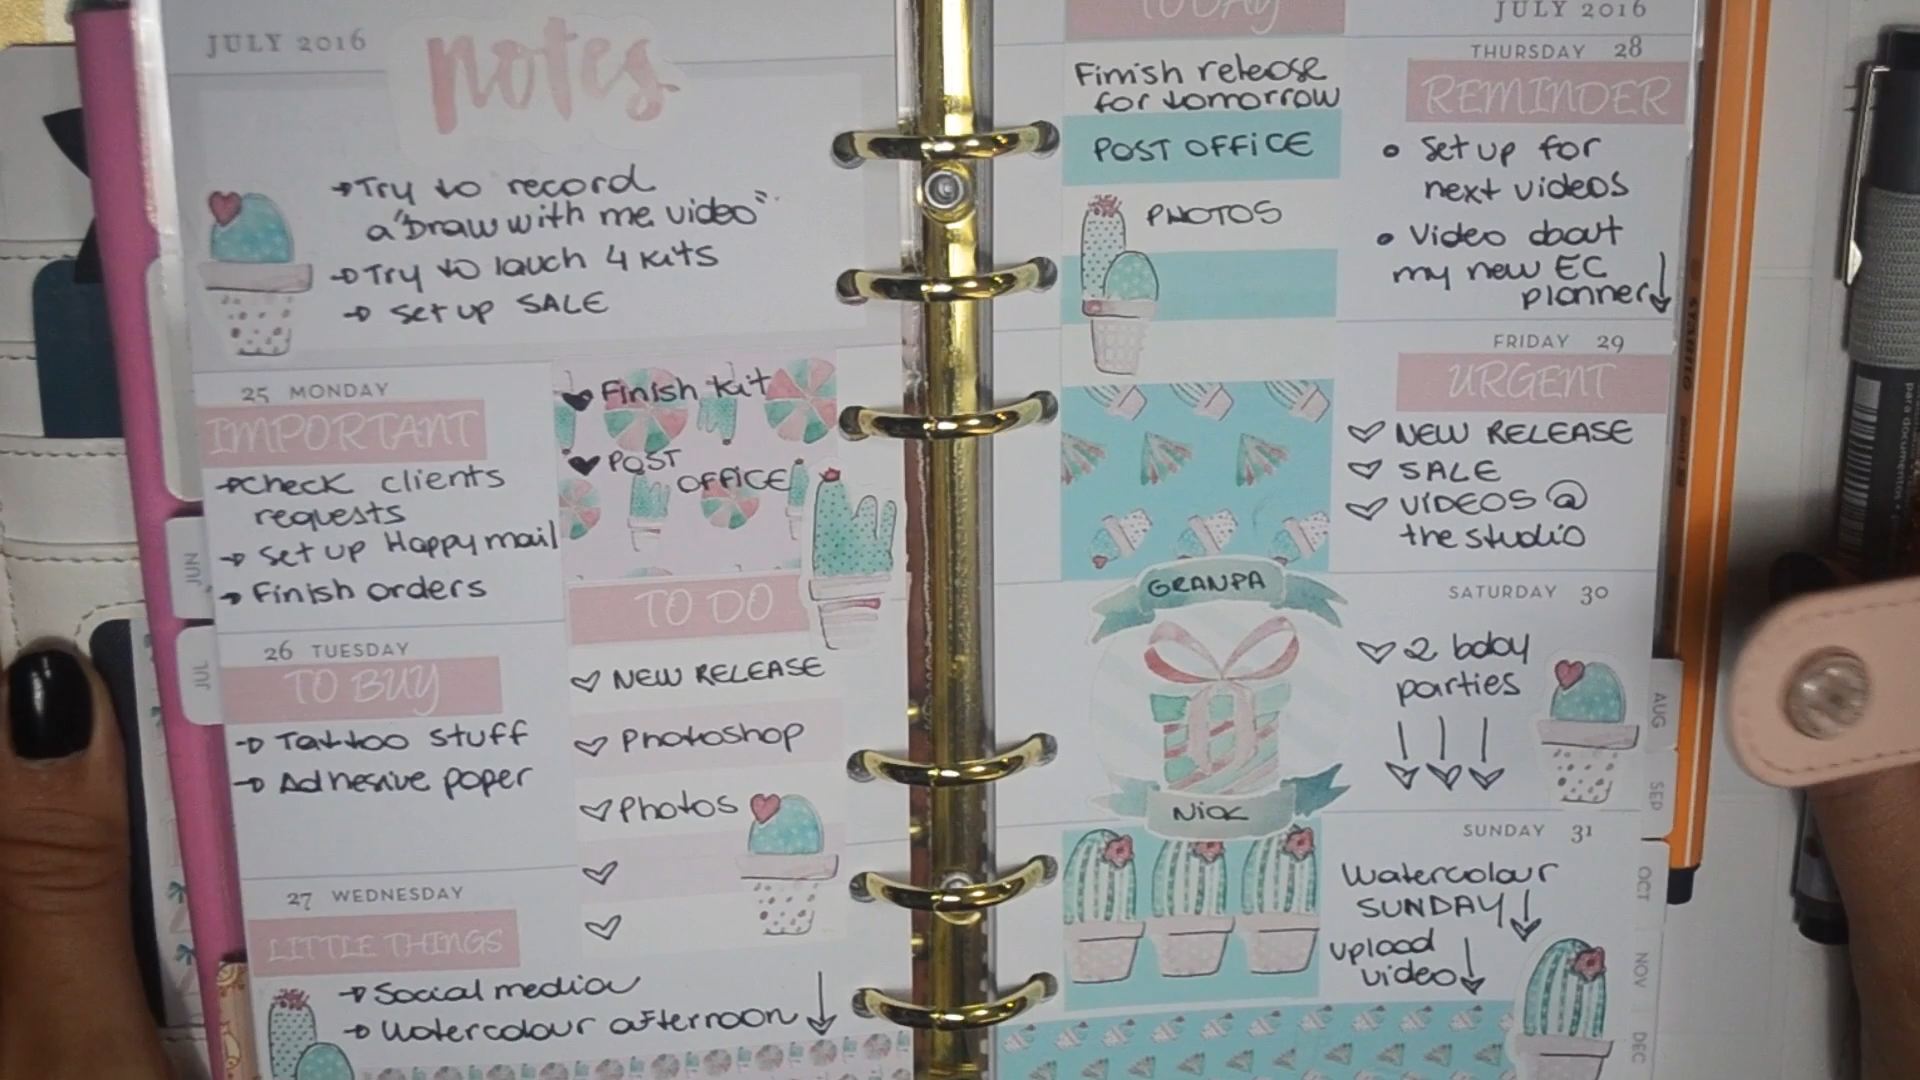 JULY 2016
notes
→Try to record
a "Draw with me video"
→Try to lauch 4 kits
→ set up SALE
25 MONDAY
IMPORTANT
→check clients
requests
→ set up Happy mail
→ Finish orders
♥ Finish kit
♥ POST
OFFICE
26 TUESDAY
TO BUY
→ Tattoo stuff
→ Adhesive paper
TO DO
♡ NEW RELEASE
♡ Photoshop
♡ Photos
♡
♡
27 WEDNESDAY
LITTLE THINGS
→ Social media
→ Watercolour afternoon ↓
JUN
JUL
TODAY
Finish release
for tomorrow
POST OFFICE
PHOTOS
GRANPA
NICK
JULY 2016
THURSDAY 28
REMINDER
• Set up for
next videos
• Video about
my new EC
planner ↓
FRIDAY 29
URGENT
♡ NEW RELEASE
♡ SALE
♡ VIDEOS @
the studio
SATURDAY 30
♡ 2 baby
parties
↓ ↓ ↓
SUNDAY 31
Watercolour
SUNDAY ↓
upload
video ↓
AUG
SEP
OCT
NOV
DEC
STABILO